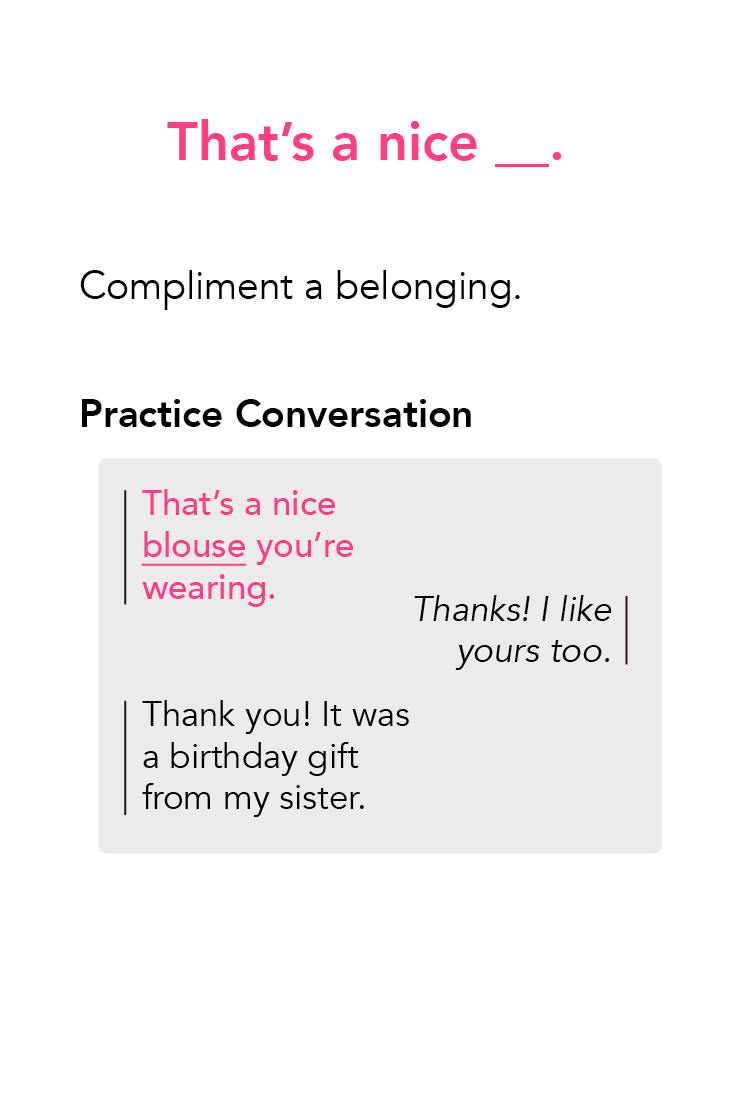 That’s a nice __.
Compliment a belonging.
Practice Conversation
That’s a nice
blouse you’re
wearing.
Thanks! I like
yours too.
Thank you! It was
a birthday gift
from my sister.